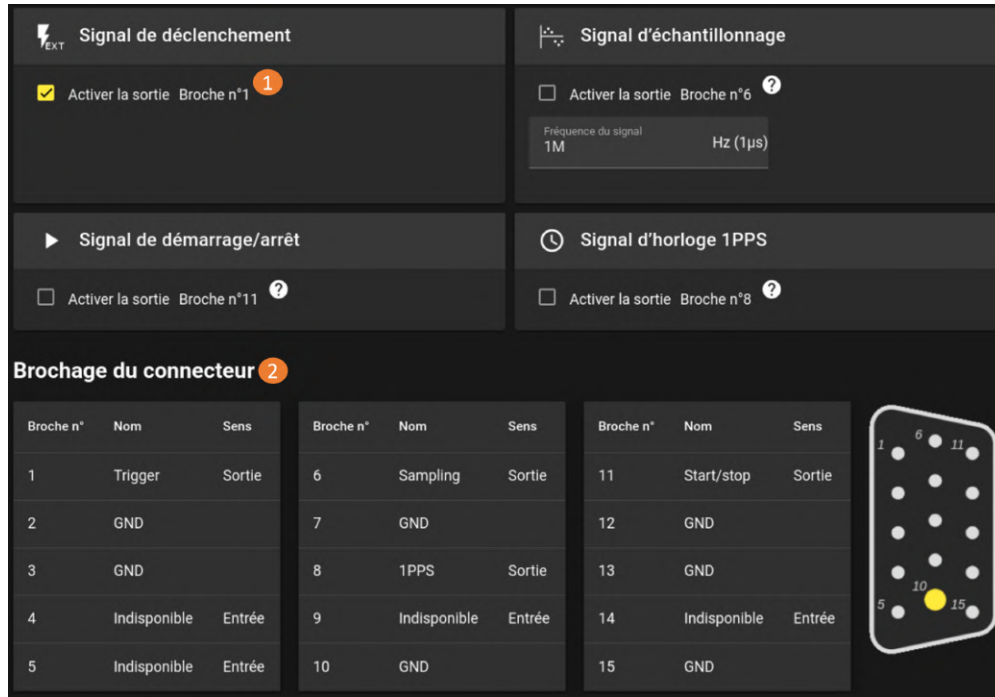 EXT Signal de déclenchement
Activer la sortie Broche n°1 1
Signal d'échantillonnage
Activer la sortie Broche n°6 ?
Fréquence du signal
1M Hz (1µs)
Signal de démarrage/arrêt
Activer la sortie Broche n°11 ?
Signal d'horloge 1PPS
Activer la sortie Broche n°8 ?
Brochage du connecteur 2
Broche n° Nom Sens
1 Trigger Sortie
2 GND
3 GND
4 Indisponible Entrée
5 Indisponible Entrée
Broche n° Nom Sens
6 Sampling Sortie
7 GND
8 1PPS Sortie
9 Indisponible Entrée
10 GND
Broche n° Nom Sens
11 Start/stop Sortie
12 GND
13 GND
14 Indisponible Entrée
15 GND
1 6 11
5 10 15